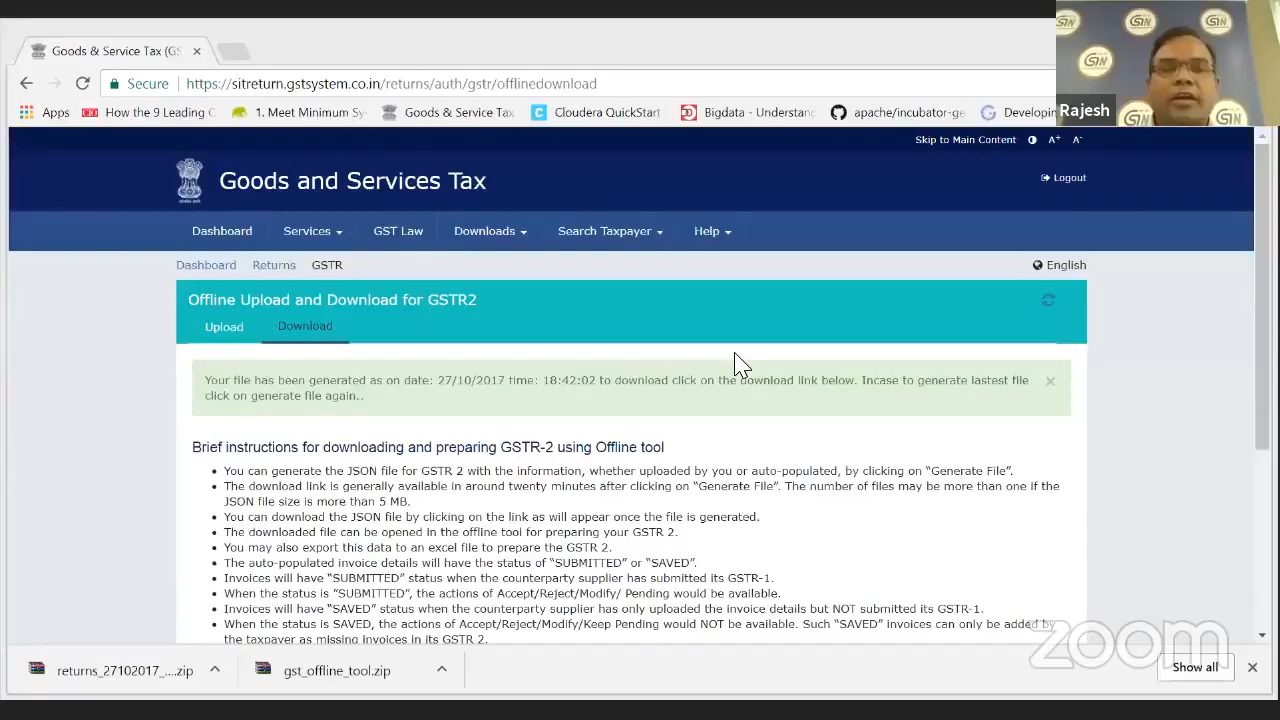 Goods & Service Tax (GS
Secure
https://sitreturn.gstsystem.co.in/returns/auth/gstr/offlinedownload
Apps
How the 9 Leading C
1. Meet Minimum Sy
Goods & Service Tax
Cloudera QuickStart
Bigdata - Understan
apache/incubator-ge
Developin
Rajesh
Skip to Main Content
A+
A-
Goods and Services Tax
Logout
Dashboard
Services
GST Law
Downloads
Search Taxpayer
Help
Dashboard
Returns
GSTR
English
Offline Upload and Download for GSTR2
Upload
Download
Your file has been generated as on date: 27/10/2017 time: 18:42:02 to download click on the download link below. Incase to generate lastest file
click on generate file again..
Brief instructions for downloading and preparing GSTR-2 using Offline tool
You can generate the JSON file for GSTR 2 with the information, whether uploaded by you or auto-populated, by clicking on “Generate File”.
The download link is generally available in around twenty minutes after clicking on “Generate File”. The number of files may be more than one if the
JSON file size is more than 5 MB.
You can download the JSON file by clicking on the link as will appear once the file is generated.
The downloaded file can be opened in the offline tool for preparing your GSTR 2.
You may also export this data to an excel file to prepare the GSTR 2.
The auto-populated invoice details will have the status of “SUBMITTED” or “SAVED”.
Invoices will have “SUBMITTED” status when the counterparty supplier has submitted its GSTR-1.
When the status is “SUBMITTED”, the actions of Accept/Reject/Modify/ Pending would be available.
Invoices will have “SAVED” status when the counterparty supplier has only uploaded the invoice details but NOT submitted its GSTR-1.
When the status is SAVED, the actions of Accept/Reject/Modify/Keep Pending would NOT be available. Such “SAVED” invoices can only be added by
the taxpayer as missing invoices in its GSTR 2.
zoom
returns_27102017_....zip
gst_offline_tool.zip
Show all